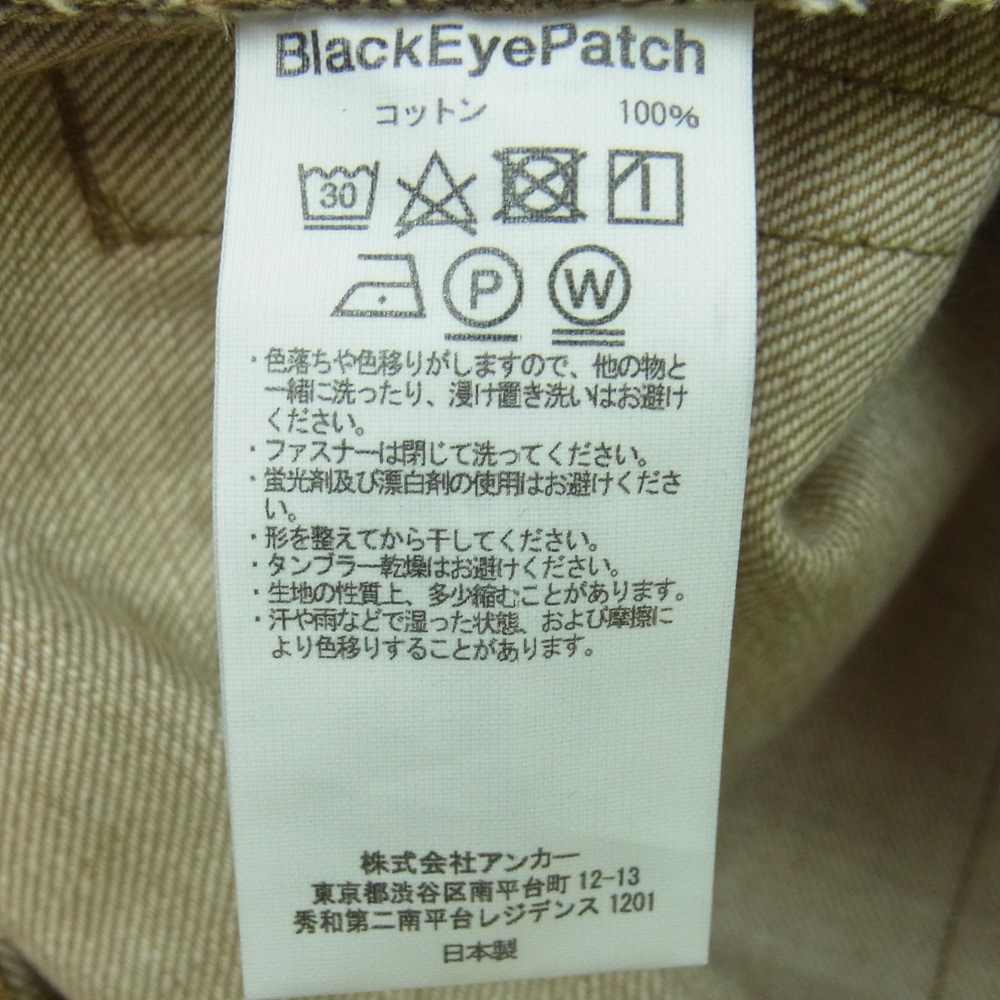 BlackEyePatch
コットン 100%
30
P W
・色落ちや色移りがしますので、他の物と
一緒に洗ったり、浸け置き洗いはお避け
ください。
・ファスナーは閉じて洗ってください。
・蛍光剤及び漂白剤の使用はお避けくださ
い。
・形を整えてから干してください。
・タンブラー乾燥はお避けください。
・生地の性質上、多少縮むことがあります。
・汗や雨などで湿った状態、および摩擦に
より色移りすることがあります。
株式会社アンカー
東京都渋谷区南平台町 12-13
秀和第二南平台レジデンス 1201
日本製